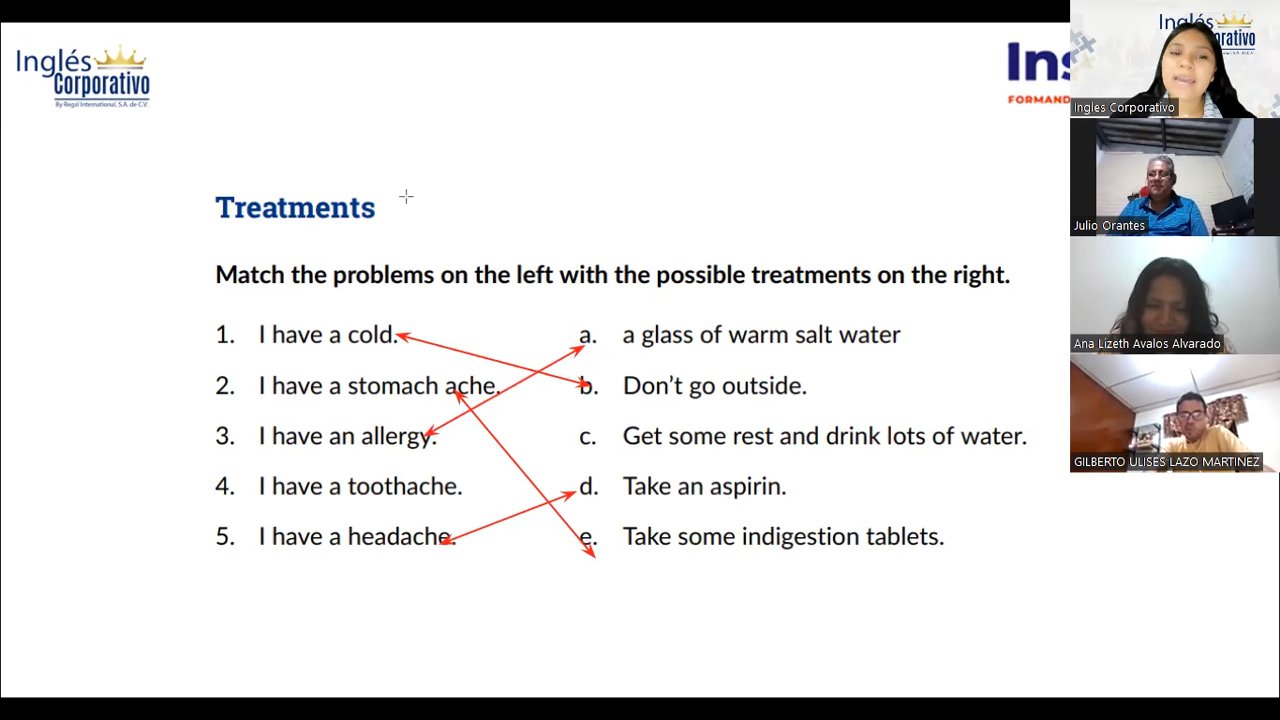 Inglés
Corporativo
By Regal International, S.A. de C.V.
Ins
FORMAND
Treatments
Match the problems on the left with the possible treatments on the right.
1. I have a cold.
2. I have a stomach ache.
3. I have an allergy.
4. I have a toothache.
5. I have a headache.
a. a glass of warm salt water
b. Don't go outside.
c. Get some rest and drink lots of water.
d. Take an aspirin.
e. Take some indigestion tablets.
Inglés
orativo
Ingles Corporativo
Julio Orantes
Ana Lizeth Avalos Alvarado
GILBERTO ULISES LAZO MARTINEZ